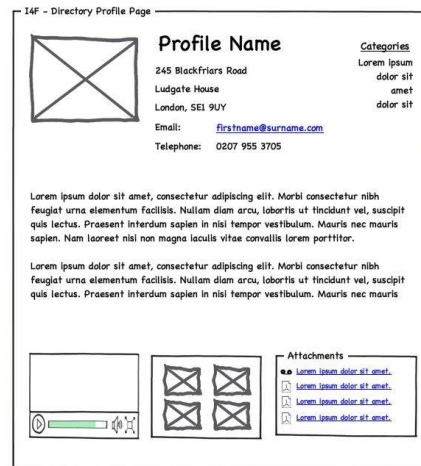 I4F - Directory Profile Page
Profile Name
245 Blackfriars Road
Ludgate House
London, SE1 9UY
Email: firstname@surname.com
Telephone: 0207 955 3705
Categories
Lorem ipsum
dolor sit
amet
dolor sit
Lorem ipsum dolor sit amet, consectetur adipiscing elit. Morbi consectetur nibh
feugiat urna elementum facilisis. Nullam diam arcu, lobortis ut tincidunt vel, suscipit
quis lectus. Praesent interdum sapien in nisi tempor vestibulum. Mauris nec mauris
sapien. Nam laoreet nisi non magna iaculis vitae convallis lorem porttitor.
Lorem ipsum dolor sit amet, consectetur adipiscing elit. Morbi consectetur nibh
feugiat urna elementum facilisis. Nullam diam arcu, lobortis ut tincidunt vel, suscipit
quis lectus. Praesent interdum sapien in nisi tempor vestibulum. Mauris nec mauris
Attachments
Lorem ipsum dolor sit amet.
Lorem ipsum dolor sit amet.
Lorem ipsum dolor sit amet.
Lorem ipsum dolor sit amet.